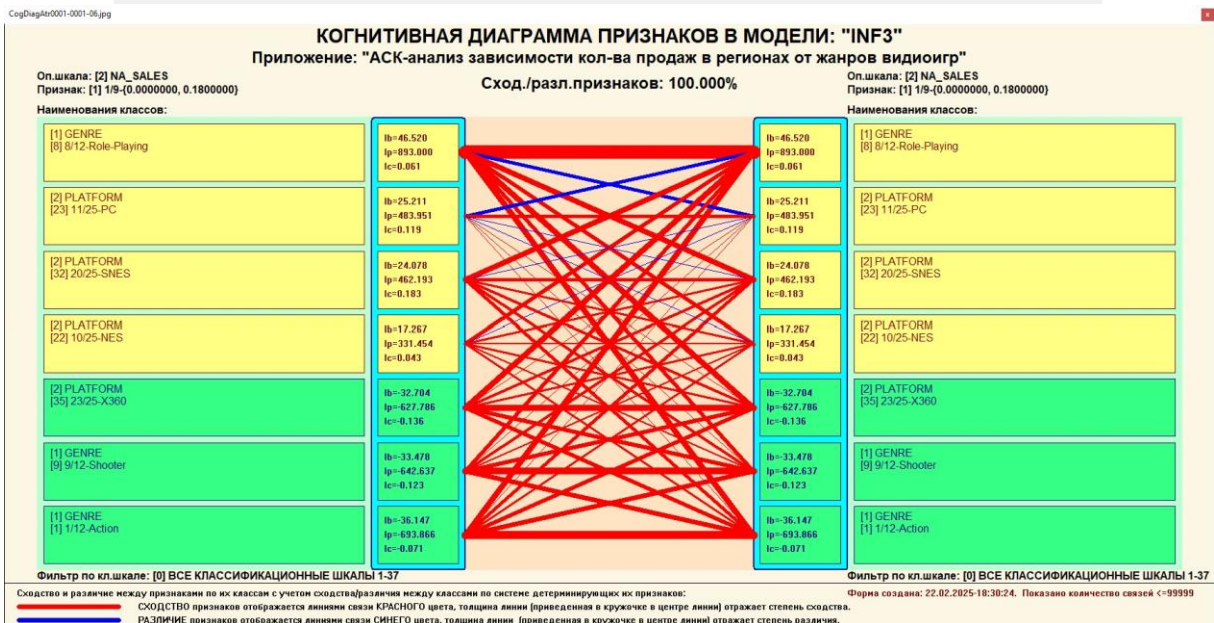 CogDiagAtr0001-0001-06.jpg
x
КОГНИТИВНАЯ ДИАГРАММА ПРИЗНАКОВ В МОДЕЛИ: "INF3"
Приложение: "АСК-анализ зависимости кол-ва продаж в регионах от жанров видиоигр"
Оп.шкала: [2] NA_SALES
Признак: [1] 1/9-{0.0000000, 0.1800000}
Наименования классов:
Сход./разл.признаков: 100.000%
Оп.шкала: [2] NA_SALES
Признак: [1] 1/9-{0.0000000, 0.1800000}
Наименования классов:
[1] GENRE
[8] 8/12-Role-Playing
Ib=46.520
Ip=893.000
Ic=0.061
Ib=46.520
Ip=893.000
Ic=0.061
[1] GENRE
[8] 8/12-Role-Playing
[2] PLATFORM
[23] 11/25-PC
Ib=25.211
Ip=483.951
Ic=0.119
Ib=25.211
Ip=483.951
Ic=0.119
[2] PLATFORM
[23] 11/25-PC
[2] PLATFORM
[32] 20/25-SNES
Ib=24.078
Ip=462.193
Ic=0.183
Ib=24.078
Ip=462.193
Ic=0.183
[2] PLATFORM
[32] 20/25-SNES
[2] PLATFORM
[22] 10/25-NES
Ib=17.267
Ip=331.454
Ic=0.043
Ib=17.267
Ip=331.454
Ic=0.043
[2] PLATFORM
[22] 10/25-NES
[2] PLATFORM
[35] 23/25-X360
Ib=-32.704
Ip=-627.786
Ic=-0.136
Ib=-32.704
Ip=-627.786
Ic=-0.136
[2] PLATFORM
[35] 23/25-X360
[1] GENRE
[9] 9/12-Shooter
Ib=-33.478
Ip=-642.637
Ic=-0.123
Ib=-33.478
Ip=-642.637
Ic=-0.123
[1] GENRE
[9] 9/12-Shooter
[1] GENRE
[1] 1/12-Action
Ib=-36.147
Ip=-693.866
Ic=-0.071
Ib=-36.147
Ip=-693.866
Ic=-0.071
[1] GENRE
[1] 1/12-Action
Фильтр по кл.шкале: [0] ВСЕ КЛАССИФИКАЦИОННЫЕ ШКАЛЫ 1-37
Фильтр по кл.шкале: [0] ВСЕ КЛАССИФИКАЦИОННЫЕ ШКАЛЫ 1-37
Сходство и различие между признаками по их классам с учетом сходства/различия между классами по системе детерминирующих их признаков:
Форма создана: 22.02.2025-18:30:24. Показано количество связей <=99999
СХОДСТВО признаков отображается линиями связи КРАСНОГО цвета, толщина линии (приведенная в кружочке в центре линии) отражает степень сходства.
РАЗЛИЧИЕ признаков отображается линиями связи СИНЕГО цвета, толщина линии (приведенная в кружочке в центре линии) отражает степень различия.